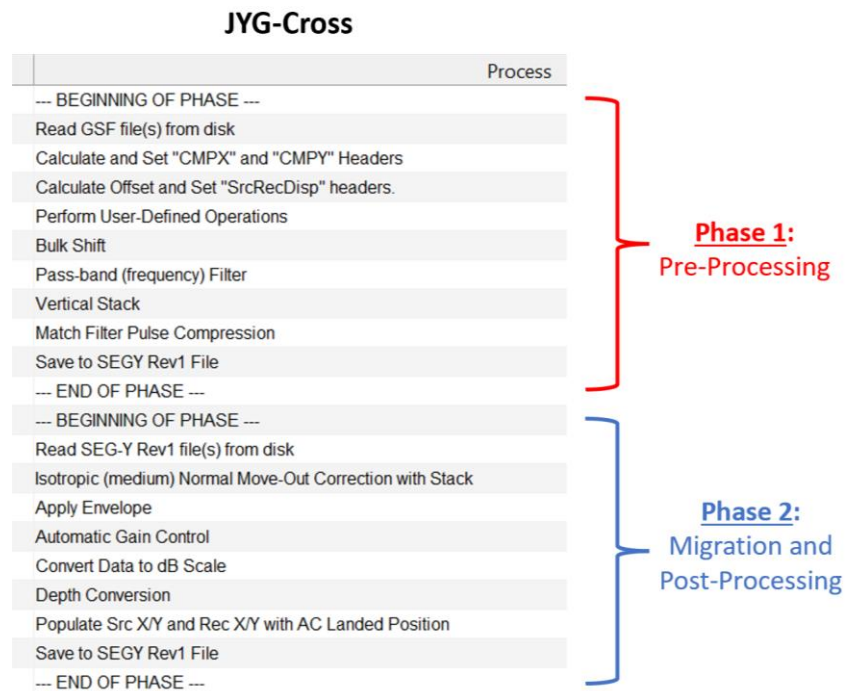 JYG-Cross
Process
--- BEGINNING OF PHASE ---
Read GSF file(s) from disk
Calculate and Set "CMPX" and "CMPY" Headers
Calculate Offset and Set "SrcRecDisp" headers.
Perform User-Defined Operations
Bulk Shift
Pass-band (frequency) Filter
Vertical Stack
Match Filter Pulse Compression
Save to SEGY Rev1 File
--- END OF PHASE ---
Phase 1:
Pre-Processing
--- BEGINNING OF PHASE ---
Read SEG-Y Rev1 file(s) from disk
Isotropic (medium) Normal Move-Out Correction with Stack
Apply Envelope
Automatic Gain Control
Convert Data to dB Scale
Depth Conversion
Populate Src X/Y and Rec X/Y with AC Landed Position
Save to SEGY Rev1 File
--- END OF PHASE ---
Phase 2:
Migration and
Post-Processing